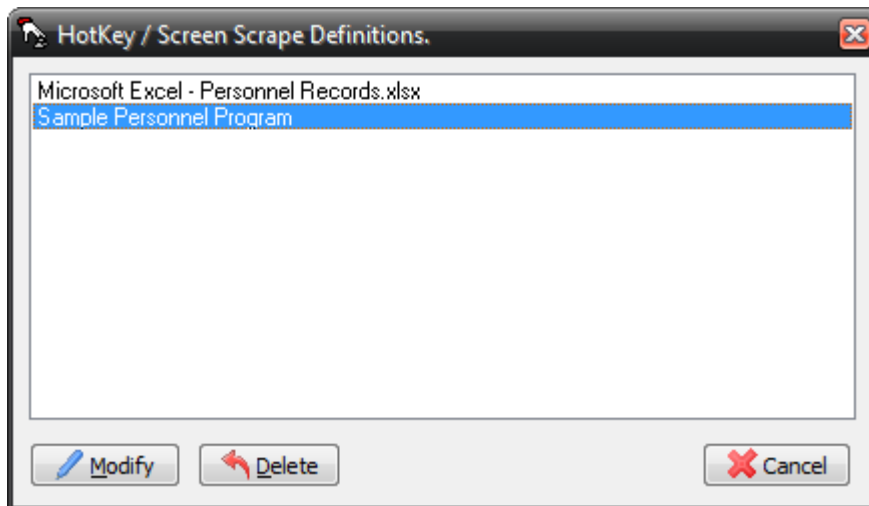 HotKey / Screen Scrape Definitions.
Microsoft Excel - Personnel Records.xlsx
Sample Personnel Program
Modify
Delete
Cancel